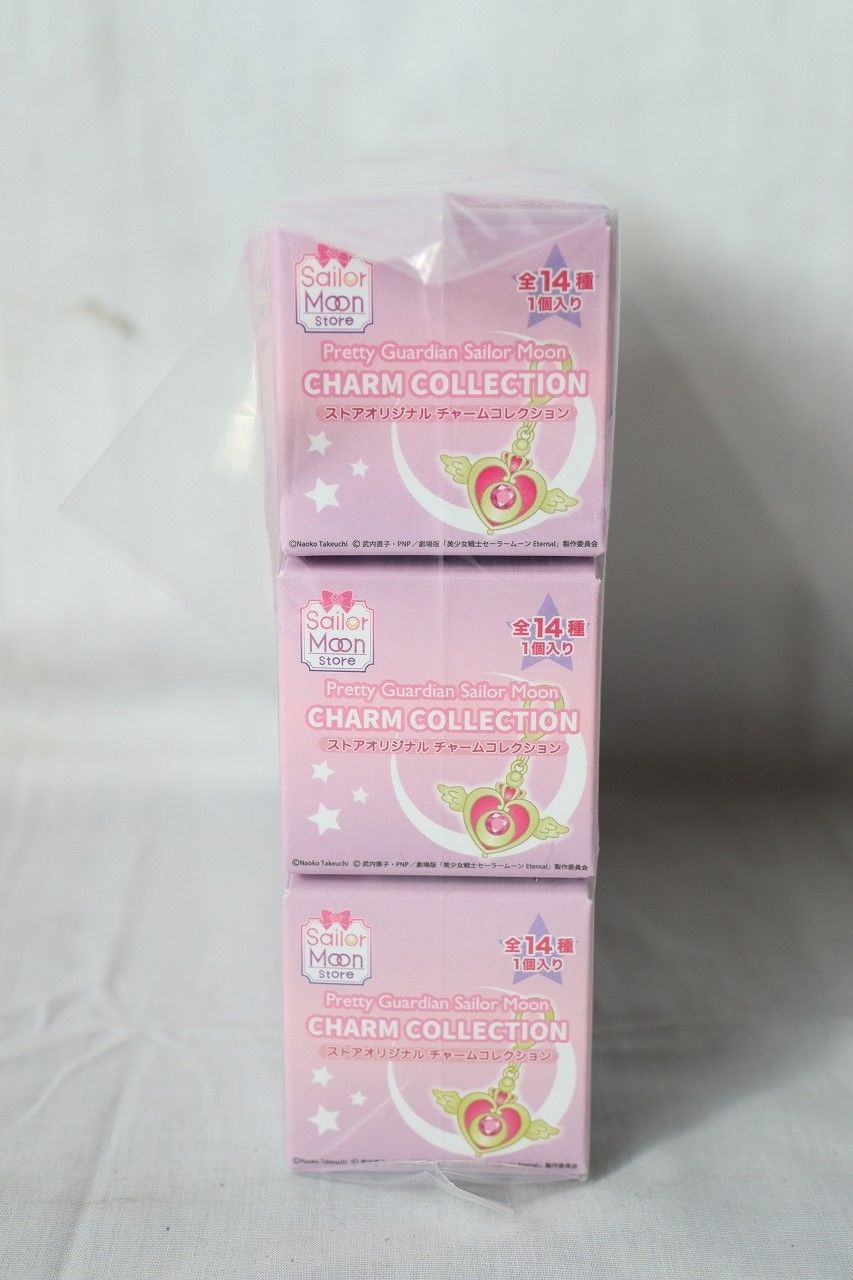 Sailor
Moon
Store
全14種
1個入り
Pretty Guardian Sailor Moon
CHARM COLLECTION
ストアオリジナル チャームコレクション
©Naoko Takeuchi © 武内直子・PNP/劇場版「美少女戦士セーラームーン Eternal」製作委員会
Sailor
Moon
Store
全14種
1個入り
Pretty Guardian Sailor Moon
CHARM COLLECTION
ストアオリジナル チャームコレクション
©Naoko Takeuchi © 武内直子・PNP/劇場版「美少女戦士セーラームーン Eternal」製作委員会
Sailor
Moon
Store
全14種
1個入り
Pretty Guardian Sailor Moon
CHARM COLLECTION
ストアオリジナル チャームコレクション
©Naoko Takeuchi © Eternal」製作委員会